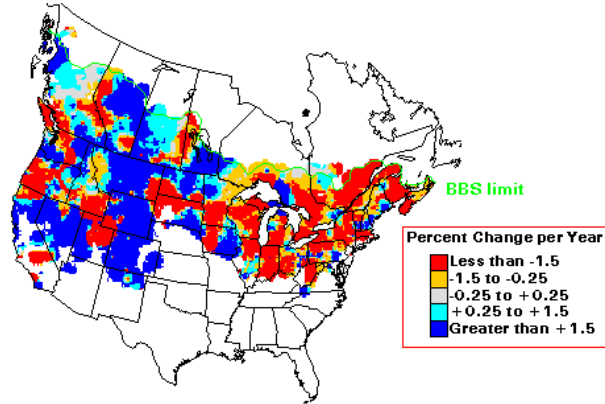 BBS limit
Percent Change per Year
Less than -1.5
-1.5 to -0.25
-0.25 to +0.25
+0.25 to +1.5
Greater than +1.5